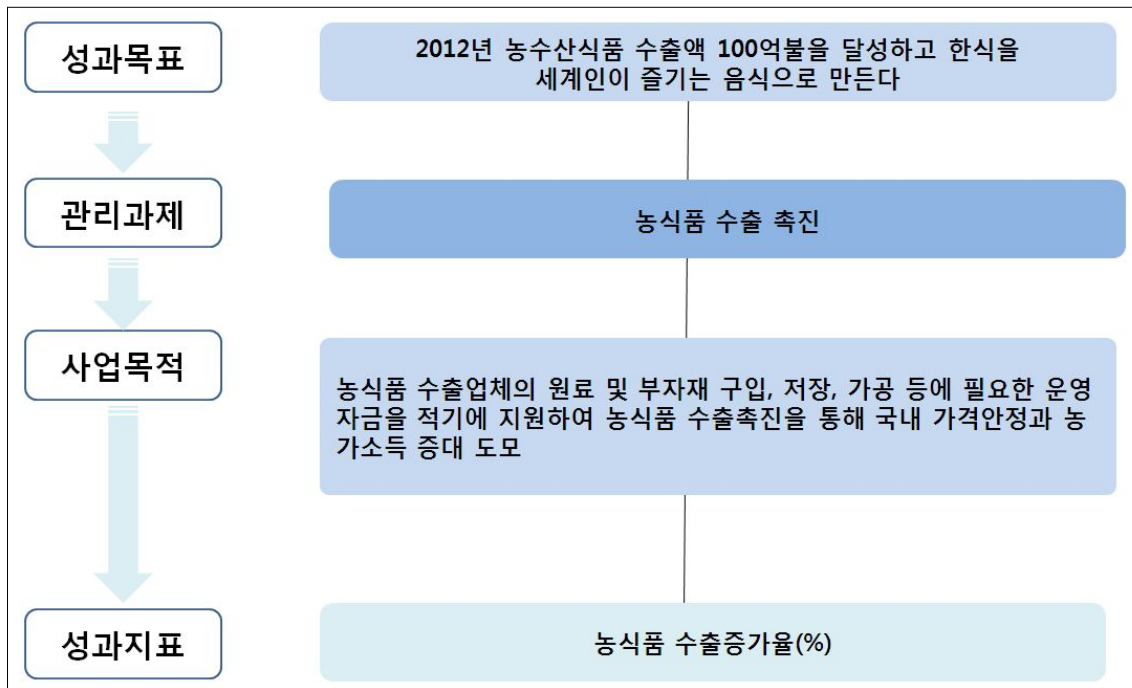 성과목표
2012년 농수산식품 수출액 100억불을 달성하고 한식을
세계인이 즐기는 음식으로 만든다
관리과제
농식품 수출 촉진
사업목적
농식품 수출업체의 원료 및 부자재 구입, 저장, 가공 등에 필요한 운영
자금을 적기에 지원하여 농식품 수출촉진을 통해 국내 가격안정과 농
가소득 증대 도모
성과지표
농식품 수출증가율(%)